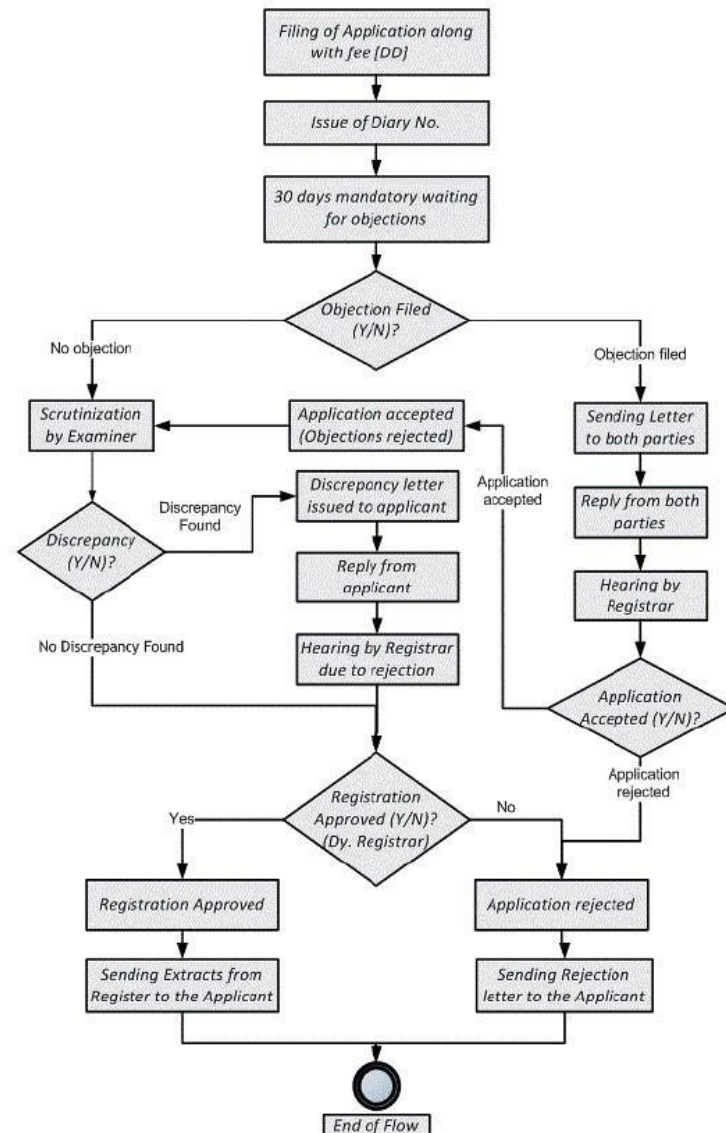 Filing of Application along
with fee [DD]
Issue of Diary No.
30 days mandatory waiting
for objections
Objection Filed
(Y/N)?
No objection
Objection filed
Scrutinization
by Examiner
Application accepted
(Objections rejected)
Sending Letter
to both parties
Application
accepted
Discrepancy
Found
Discrepancy letter
issued to applicant
Reply from both
parties
Discrepancy
(Y/N)?
Reply from
applicant
Hearing by
Registrar
No Discrepancy Found
Hearing by Registrar
due to rejection
Application
Accepted (Y/N)?
Application
rejected
Registration
Approved (Y/N)?
(Dy. Registrar)
Yes
No
Registration Approved
Application rejected
Sending Extracts from
Register to the Applicant
Sending Rejection
letter to the Applicant
End of Flow